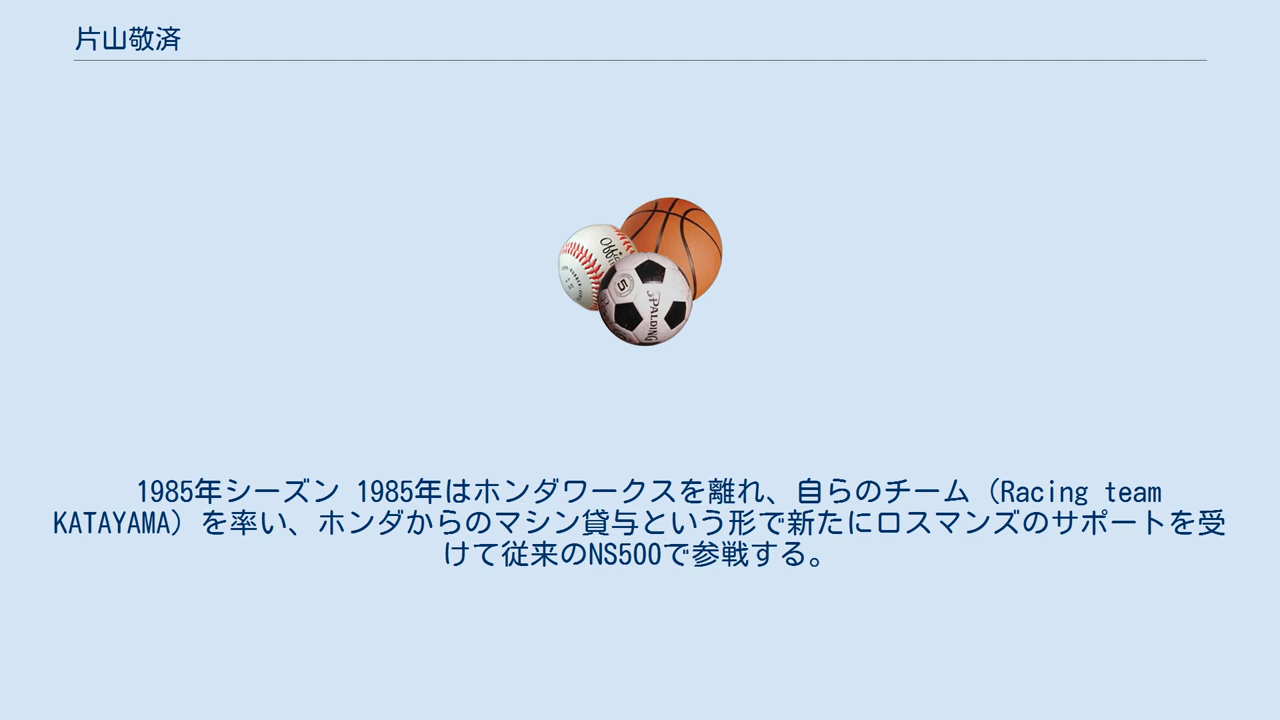 片山敬済
Offic
5
SPALDING
1985年シーズン 1985年はホンダワークスを離れ、自らのチーム（Racing team
KATAYAMA）を率い、ホンダからのマシン貸与という形で新たにロスマンズのサポートを受
けて従来のNS500で参戦する。